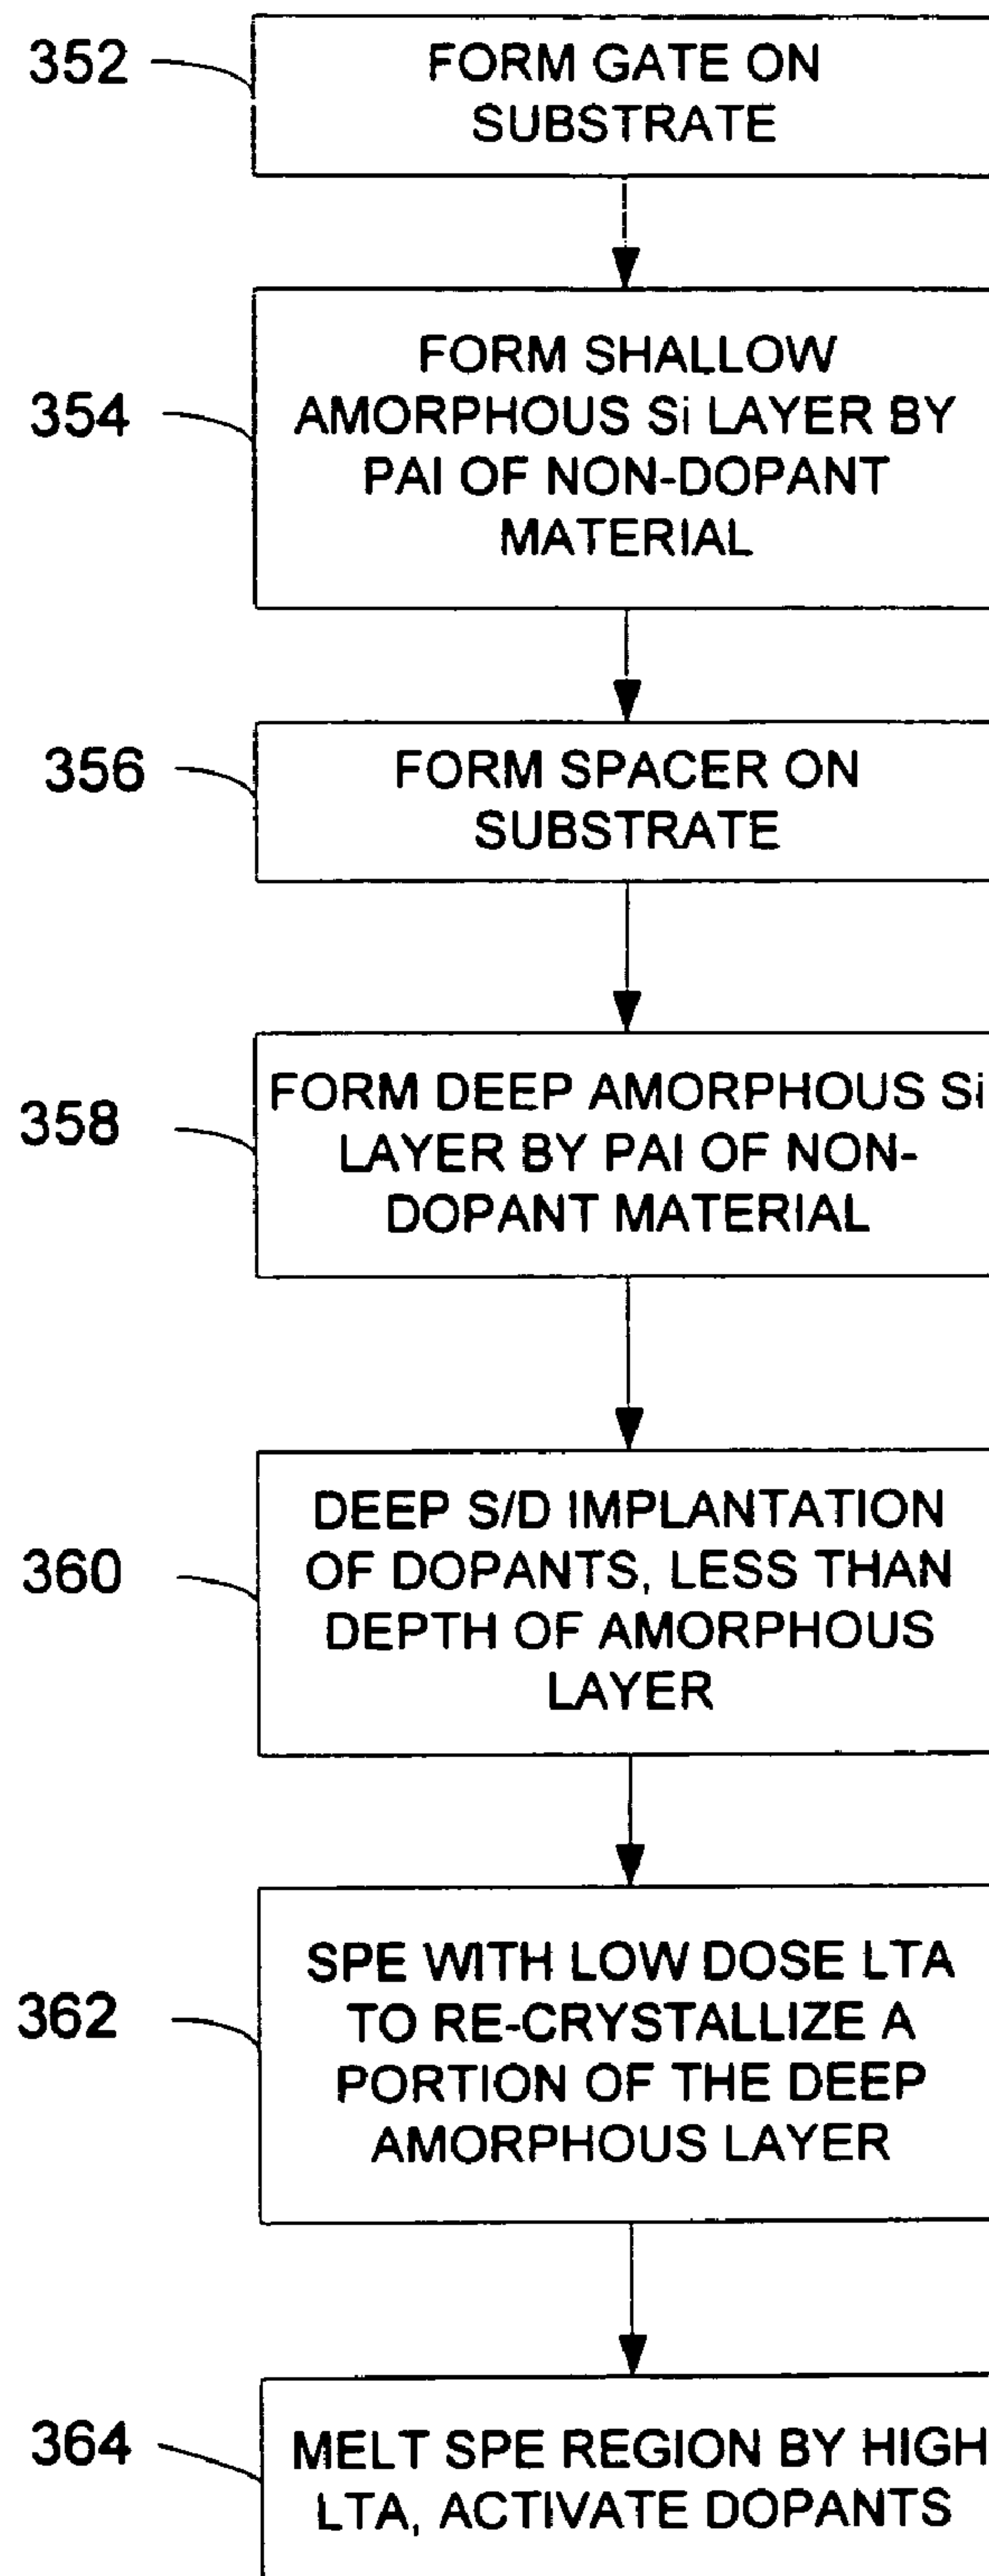 352
FORM GATE ON
SUBSTRATE
354
FORM SHALLOW
AMORPHOUS Si LAYER BY
PAI OF NON-DOPANT
MATERIAL
356
FORM SPACER ON
SUBSTRATE
358
FORM DEEP AMORPHOUS Si
LAYER BY PAI OF NON-
DOPANT MATERIAL
360
DEEP S/D IMPLANTATION
OF DOPANTS, LESS THAN
DEPTH OF AMORPHOUS
LAYER
362
SPE WITH LOW DOSE LTA
TO RE-CRYSTALLIZE A
PORTION OF THE DEEP
AMORPHOUS LAYER
364
MELT SPE REGION BY HIGH
LTA, ACTIVATE DOPANTS